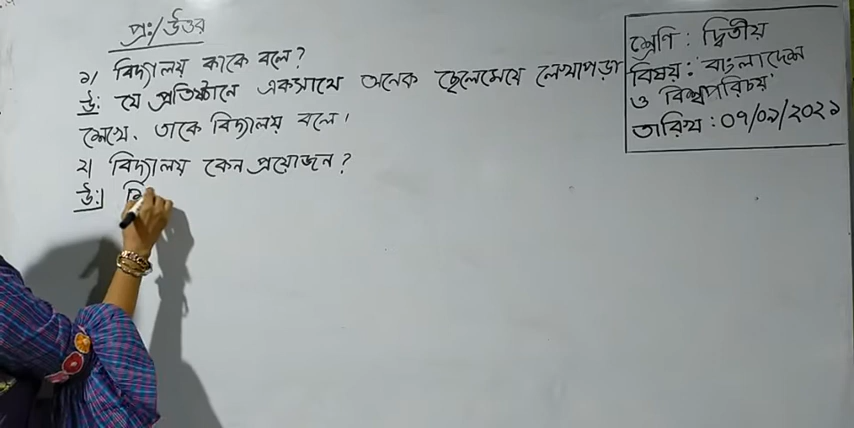 প্রঃ/উত্তর
১/ বিদ্যালয় কাকে বলে?
উঃ যে প্রতিষ্ঠানে একসাথে অনেক ছেলেমেয়ে লেখাপড়া
শেখে, তাকে বিদ্যালয় বলে।
২/ বিদ্যালয় কেন প্রয়োজন?
উঃ
শ্রেণি : দ্বিতীয়
বিষয় : বাংলাদেশ
ও বিশ্বপরিচয়
তারিখ : ০৭/০৯/২০২১